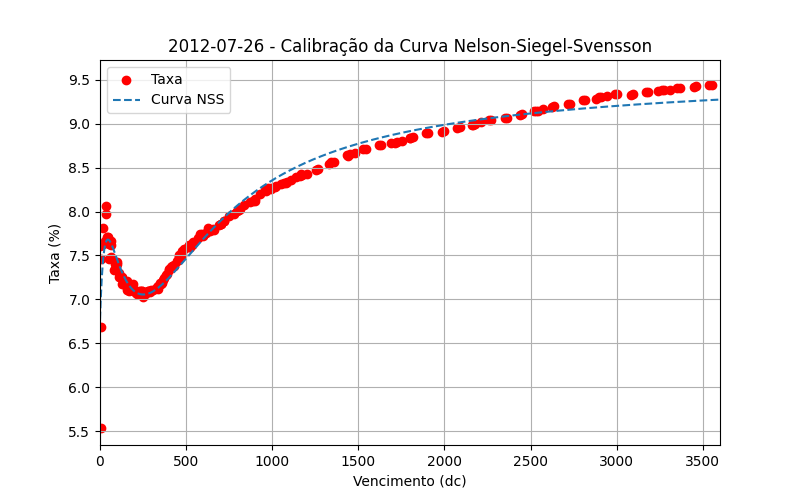 2012-07-26 - Calibração da Curva Nelson-Siegel-Svensson
Taxa
Curva NSS
Taxa (%)
9.5
9.0
8.5
8.0
7.5
7.0
6.5
6.0
5.5
0 500 1000 1500 2000 2500 3000 3500
Vencimento (dc)